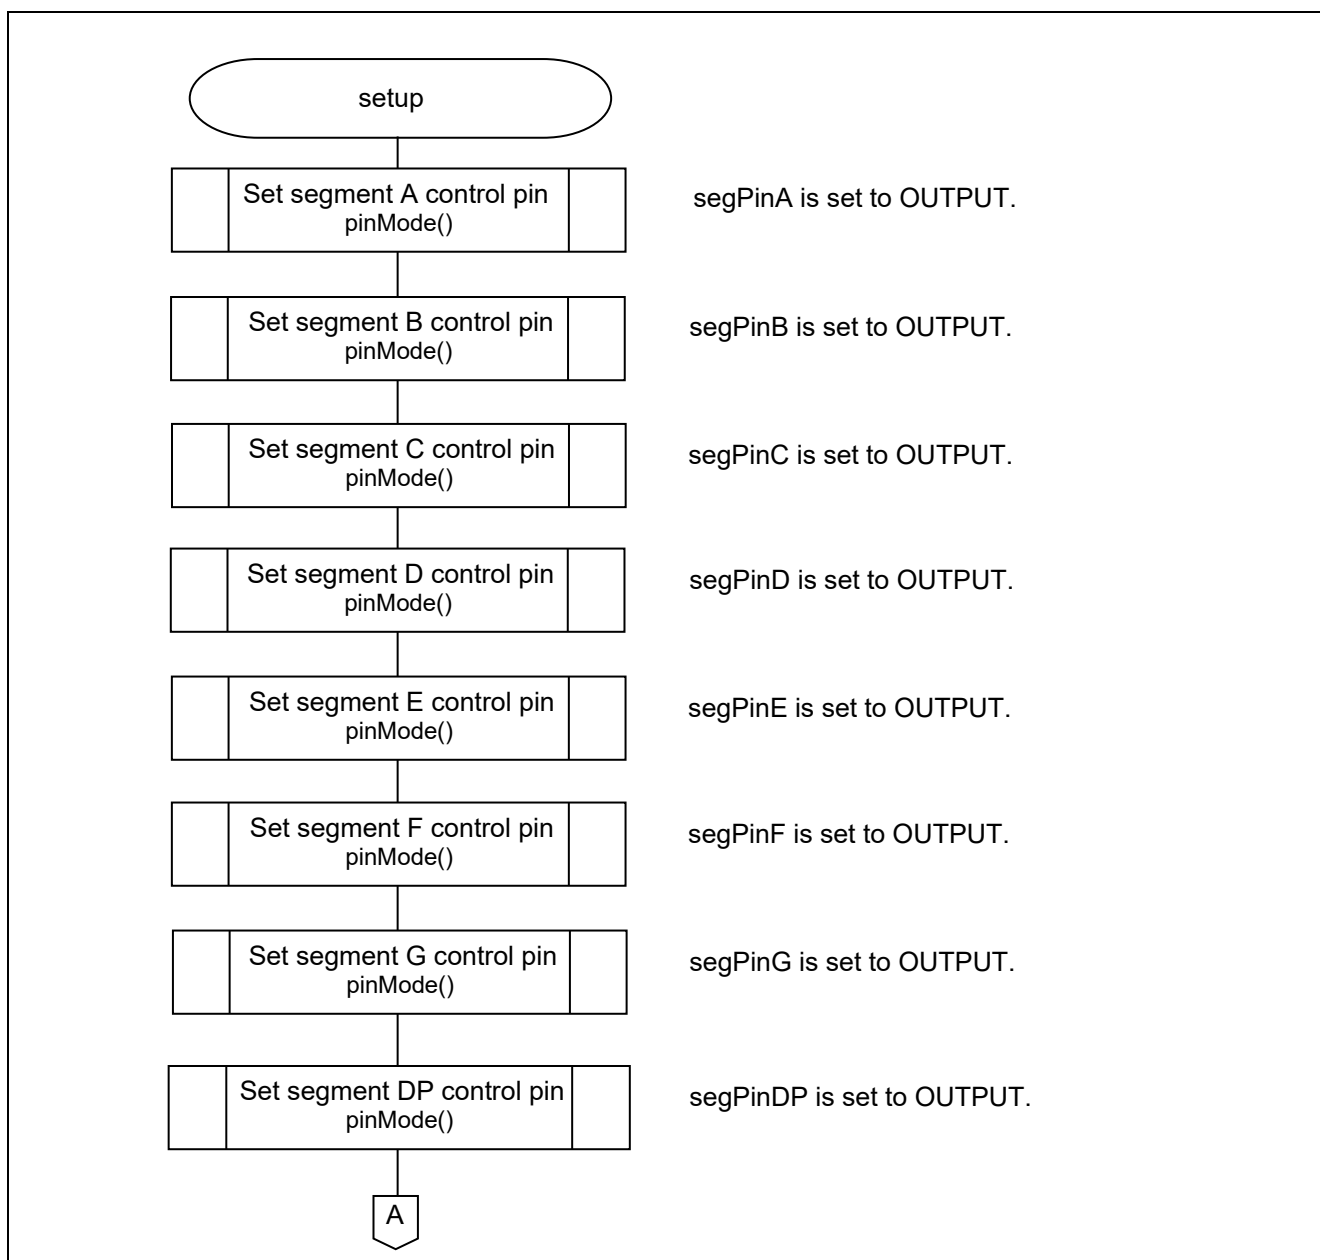 setup
Set segment A control pin
pinMode()
segPinA is set to OUTPUT.
Set segment B control pin
pinMode()
segPinB is set to OUTPUT.
Set segment C control pin
pinMode()
segPinC is set to OUTPUT.
Set segment D control pin
pinMode()
segPinD is set to OUTPUT.
Set segment E control pin
pinMode()
segPinE is set to OUTPUT.
Set segment F control pin
pinMode()
segPinF is set to OUTPUT.
Set segment G control pin
pinMode()
segPinG is set to OUTPUT.
Set segment DP control pin
pinMode()
segPinDP is set to OUTPUT.
A